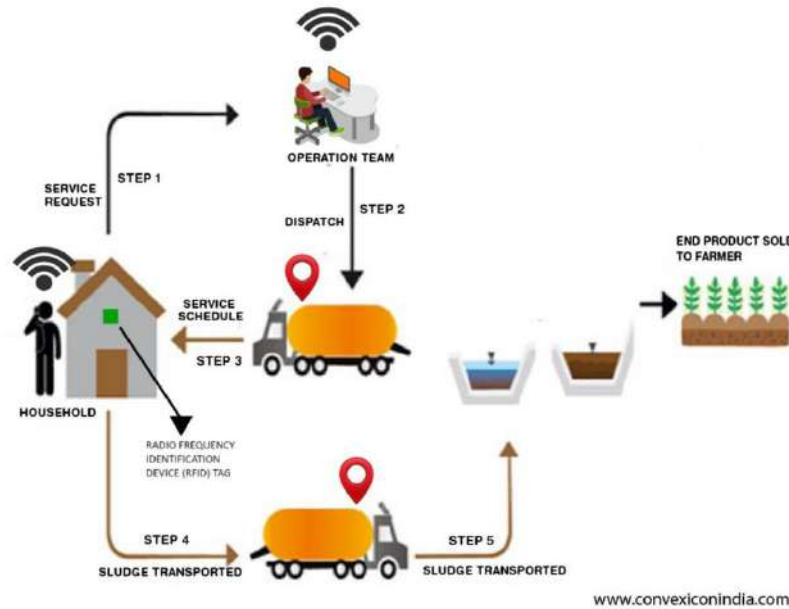 OPERATION TEAM
STEP 1
SERVICE
REQUEST
DISPATCH
STEP 2
END PRODUCT SOLD
TO FARMER
SERVICE
SCHEDULE
STEP 3
HOUSEHOLD
RADIO FREQUENCY
IDENTIFICATION
DEVICE (RFID) TAG
STEP 4
SLUDGE TRANSPORTED
STEP 5
SLUDGE TRANSPORTED
www.convexiconindia.com